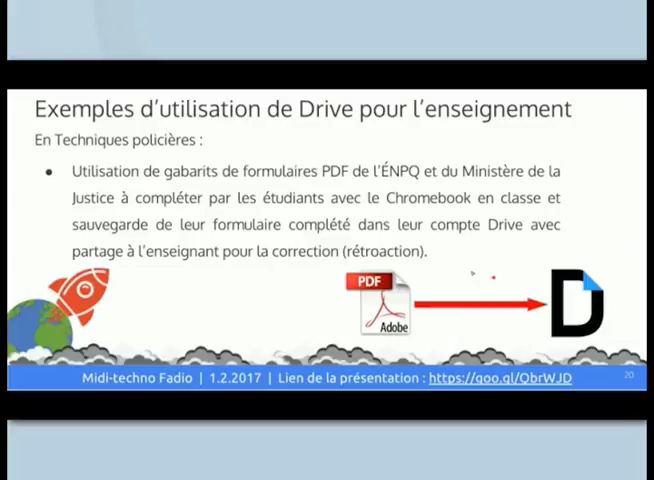 Exemples d'utilisation de Drive pour l'enseignement
En Techniques policières :
● Utilisation de gabarits de formulaires PDF de l'ÉNPQ et du Ministère de la
Justice à compléter par les étudiants avec le Chromebook en classe et
sauvegarde de leur formulaire complété dans leur compte Drive avec
partage à l'enseignant pour la correction (rétroaction).
PDF
Adobe
D
Midi-techno Fadio | 1.2.2017 | Lien de la présentation : https://goo.gl/QbrWJD
20